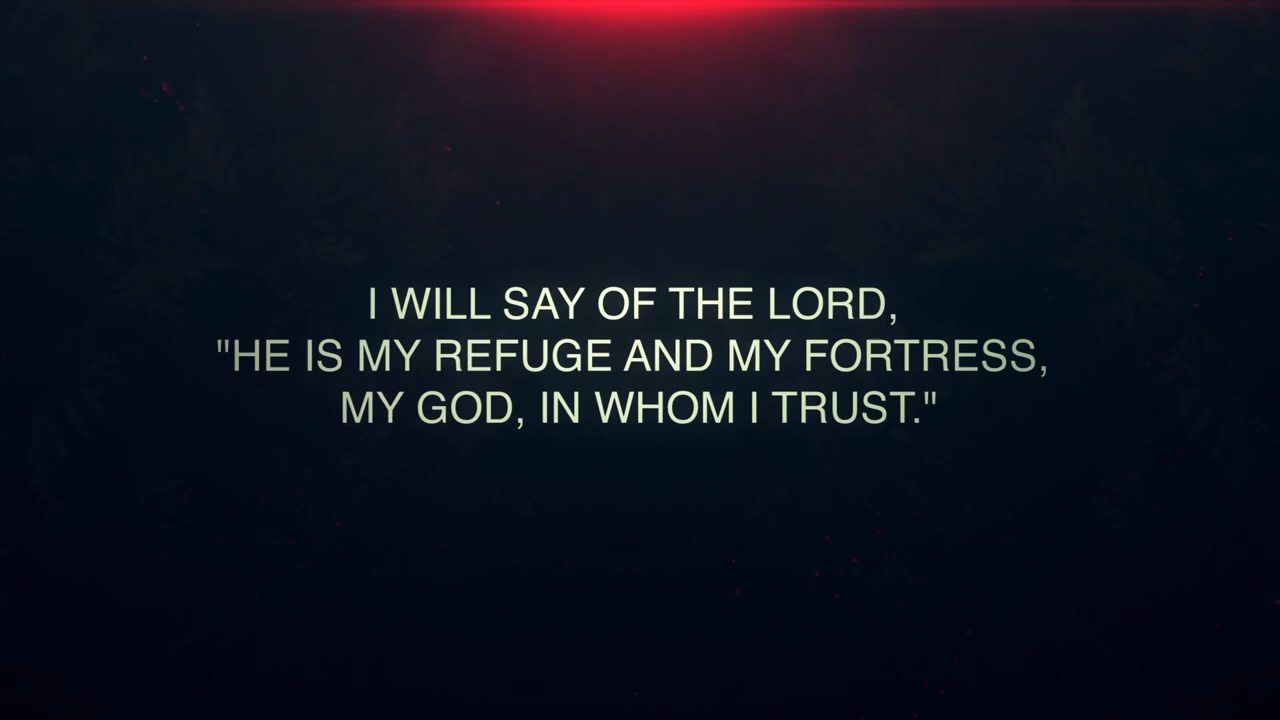 I WILL SAY OF THE LORD,
"HE IS MY REFUGE AND MY FORTRESS,
MY GOD, IN WHOM I TRUST."